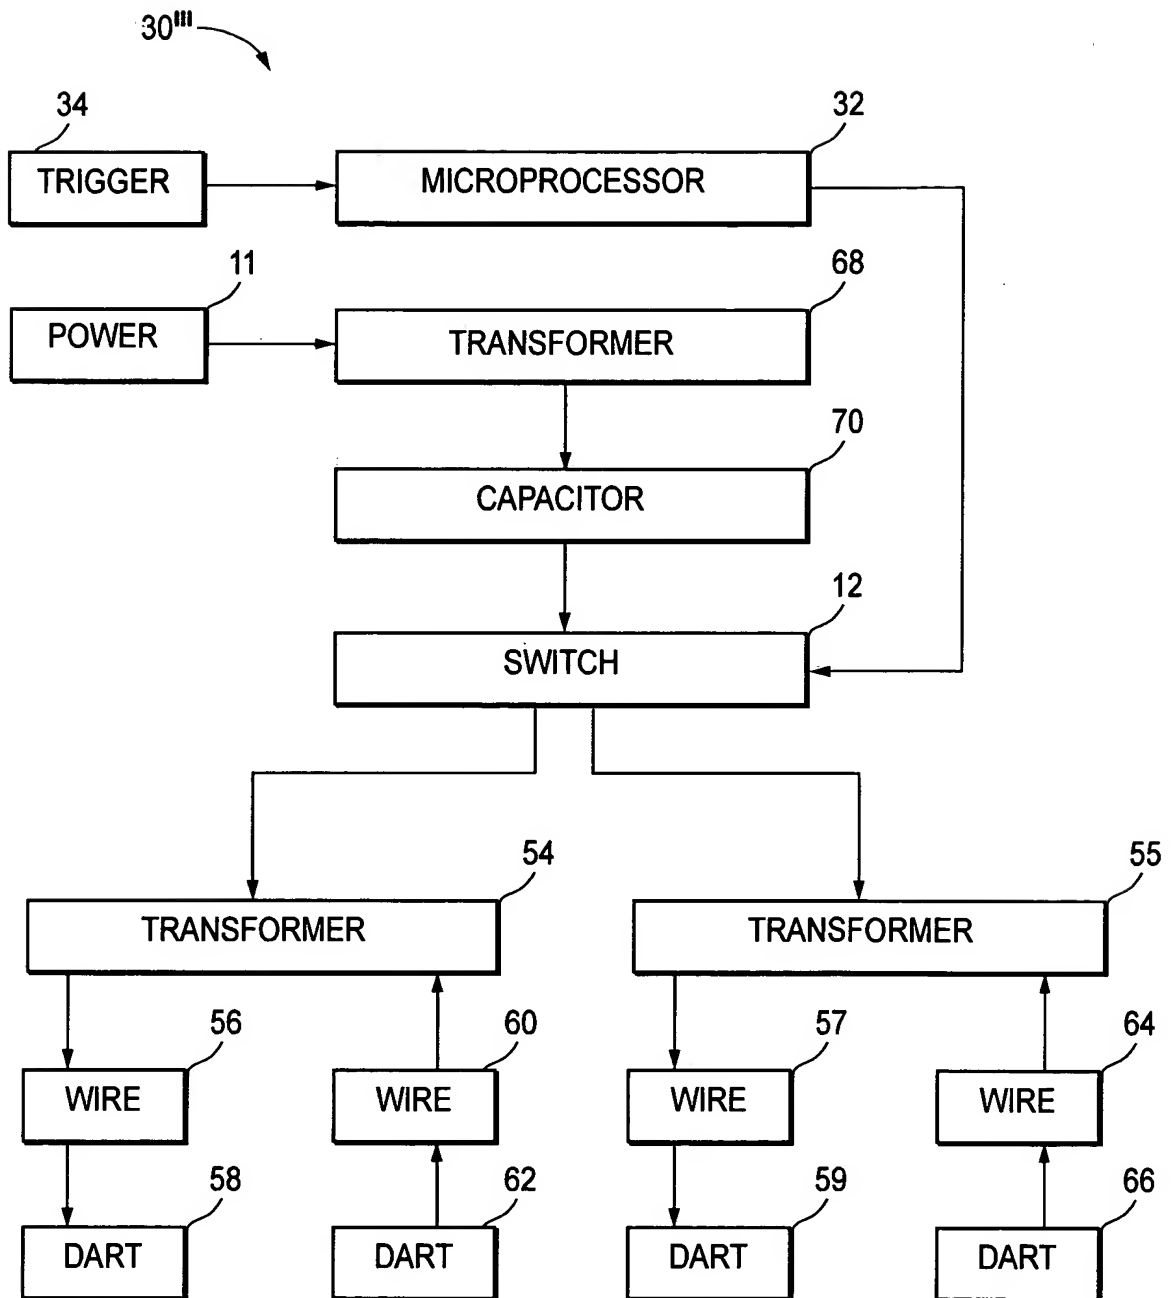 30'''
34
32
TRIGGER
MICROPROCESSOR
11
68
POWER
TRANSFORMER
70
CAPACITOR
12
SWITCH
54
55
TRANSFORMER
TRANSFORMER
56
60
57
64
WIRE
WIRE
WIRE
WIRE
58
62
59
66
DART
DART
DART
DART